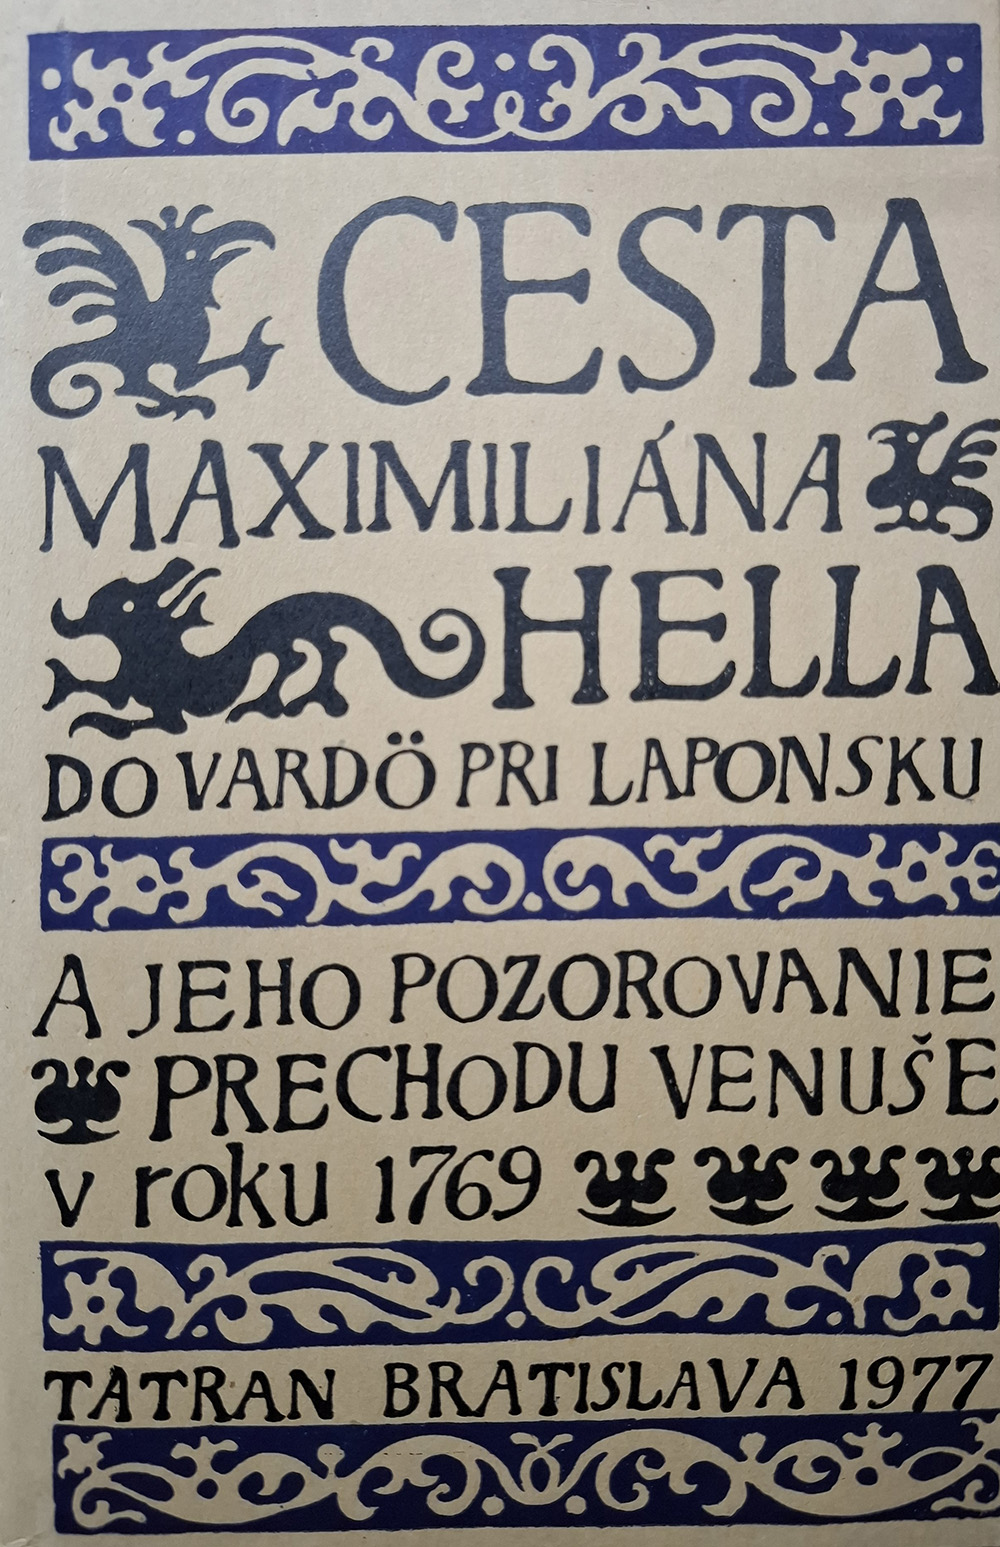 CESTA
MAXIMILIÁNA
HELLA
DO VARDÖ PRI LAPONSKU
A JEHO POZOROVANIE
PRECHODU VENUŠE
v roku 1769
TATRAN BRATISLAVA 1977